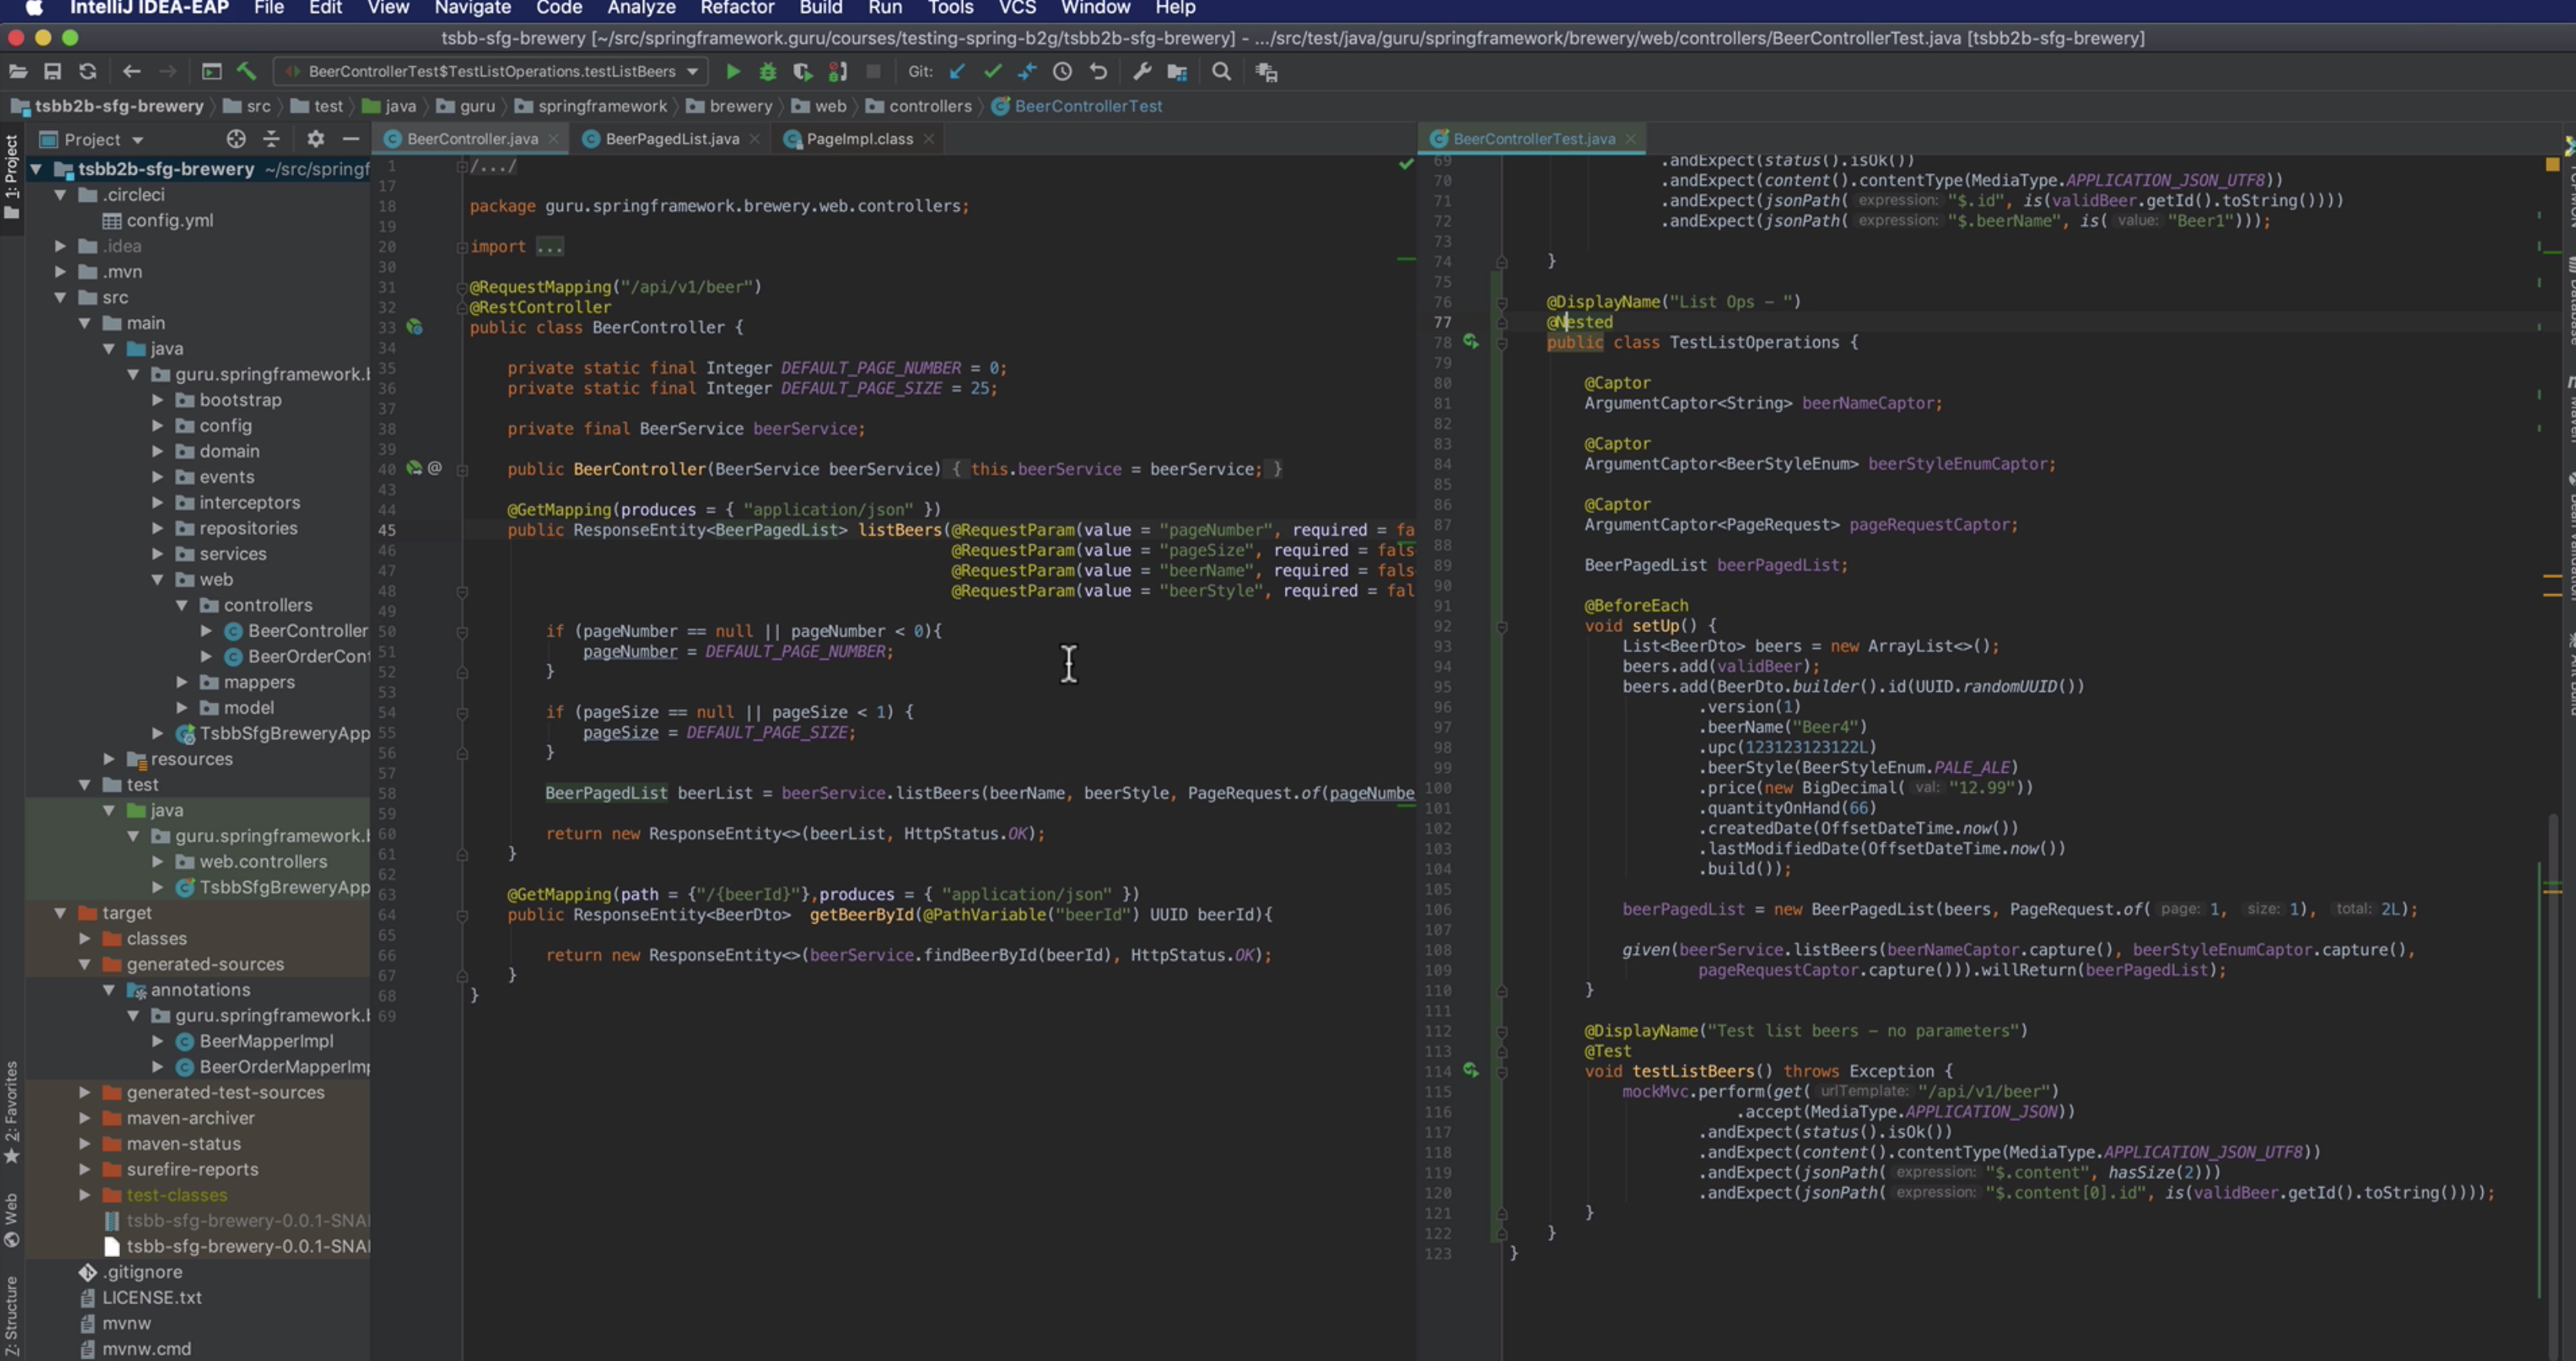 IntelliJ IDEA-EAP File Edit View Navigate Code Analyze Refactor Build Run Tools VCS Window Help
tsbb-sfg-brewery [~/src/springframework.guru/courses/testing-spring-b2g/tsbb2b-sfg-brewery] - .../src/test/java/guru/springframework/brewery/web/controllers/BeerControllerTest.java [tsbb2b-sfg-brewery]
BeerControllerTest$TestListOperations.testListBeers Git:
tsbb2b-sfg-brewery src test java guru springframework brewery web controllers BeerControllerTest
1: Project
2: Favorites
Web
Z: Structure
Project
tsbb2b-sfg-brewery ~/src/springf
.circleci
config.yml
.idea
.mvn
src
main
java
guru.springframework.b
bootstrap
config
domain
events
interceptors
repositories
services
web
controllers
BeerController
BeerOrderCont
mappers
model
TsbbSfgBreweryApp
resources
test
java
guru.springframework.b
web.controllers
TsbbSfgBreweryApp
target
classes
generated-sources
annotations
guru.springframework.b
BeerMapperImpl
BeerOrderMapperImp
generated-test-sources
maven-archiver
maven-status
surefire-reports
test-classes
tsbb-sfg-brewery-0.0.1-SNA
tsbb-sfg-brewery-0.0.1-SNA
.gitignore
LICENSE.txt
mvnw
mvnw.cmd
BeerController.java BeerPagedList.java PageImpl.class
1 /.../
17
18 package guru.springframework.brewery.web.controllers;
19
20 import ...
30
31 @RequestMapping("/api/v1/beer")
32 @RestController
33 public class BeerController {
34
35 private static final Integer DEFAULT_PAGE_NUMBER = 0;
36 private static final Integer DEFAULT_PAGE_SIZE = 25;
37
38 private final BeerService beerService;
39
40 @ public BeerController(BeerService beerService) { this.beerService = beerService; }
43
44 @GetMapping(produces = { "application/json" })
45 public ResponseEntity<BeerPagedList> listBeers(@RequestParam(value = "pageNumber", required = fa
46 @RequestParam(value = "pageSize", required = fals
47 @RequestParam(value = "beerName", required = fals
48 @RequestParam(value = "beerStyle", required = fal
49
50 if (pageNumber == null || pageNumber < 0){
51 pageNumber = DEFAULT_PAGE_NUMBER;
52 }
53
54 if (pageSize == null || pageSize < 1) {
55 pageSize = DEFAULT_PAGE_SIZE;
56 }
57
58 BeerPagedList beerList = beerService.listBeers(beerName, beerStyle, PageRequest.of(pageNumbe
59
60 return new ResponseEntity<>(beerList, HttpStatus.OK);
61 }
62
63 @GetMapping(path = {"/{beerId}"},produces = { "application/json" })
64 public ResponseEntity<BeerDto> getBeerById(@PathVariable("beerId") UUID beerId){
65
66 return new ResponseEntity<>(beerService.findBeerById(beerId), HttpStatus.OK);
67 }
68 }
69
BeerControllerTest.java
69 .andExpect(status().isOk())
70 .andExpect(content().contentType(MediaType.APPLICATION_JSON_UTF8))
71 .andExpect(jsonPath( expression: "$.id", is(validBeer.getId().toString())))
72 .andExpect(jsonPath( expression: "$.beerName", is( value: "Beer1")));
73
74 }
75
76 @DisplayName("List Ops - ")
77 @Nested
78 public class TestListOperations {
79
80 @Captor
81 ArgumentCaptor<String> beerNameCaptor;
82
83 @Captor
84 ArgumentCaptor<BeerStyleEnum> beerStyleEnumCaptor;
85
86 @Captor
87 ArgumentCaptor<PageRequest> pageRequestCaptor;
88
89 BeerPagedList beerPagedList;
90
91 @BeforeEach
92 void setUp() {
93 List<BeerDto> beers = new ArrayList<>();
94 beers.add(validBeer);
95 beers.add(BeerDto.builder().id(UUID.randomUUID())
96 .version(1)
97 .beerName("Beer4")
98 .upc(123123123122L)
99 .beerStyle(BeerStyleEnum.PALE_ALE)
100 .price(new BigDecimal( val: "12.99"))
101 .quantityOnHand(66)
102 .createdDate(OffsetDateTime.now())
103 .lastModifiedDate(OffsetDateTime.now())
104 .build());
105
106 beerPagedList = new BeerPagedList(beers, PageRequest.of( page: 1, size: 1), total: 2L);
107
108 given(beerService.listBeers(beerNameCaptor.capture(), beerStyleEnumCaptor.capture(),
109 pageRequestCaptor.capture())).willReturn(beerPagedList);
110 }
111
112 @DisplayName("Test list beers - no parameters")
113 @Test
114 void testListBeers() throws Exception {
115 mockMvc.perform(get( urlTemplate: "/api/v1/beer")
116 .accept(MediaType.APPLICATION_JSON))
117 .andExpect(status().isOk())
118 .andExpect(content().contentType(MediaType.APPLICATION_JSON_UTF8))
119 .andExpect(jsonPath( expression: "$.content", hasSize(2)))
120 .andExpect(jsonPath( expression: "$.content[0].id", is(validBeer.getId().toString())));
121 }
122 }
123 }